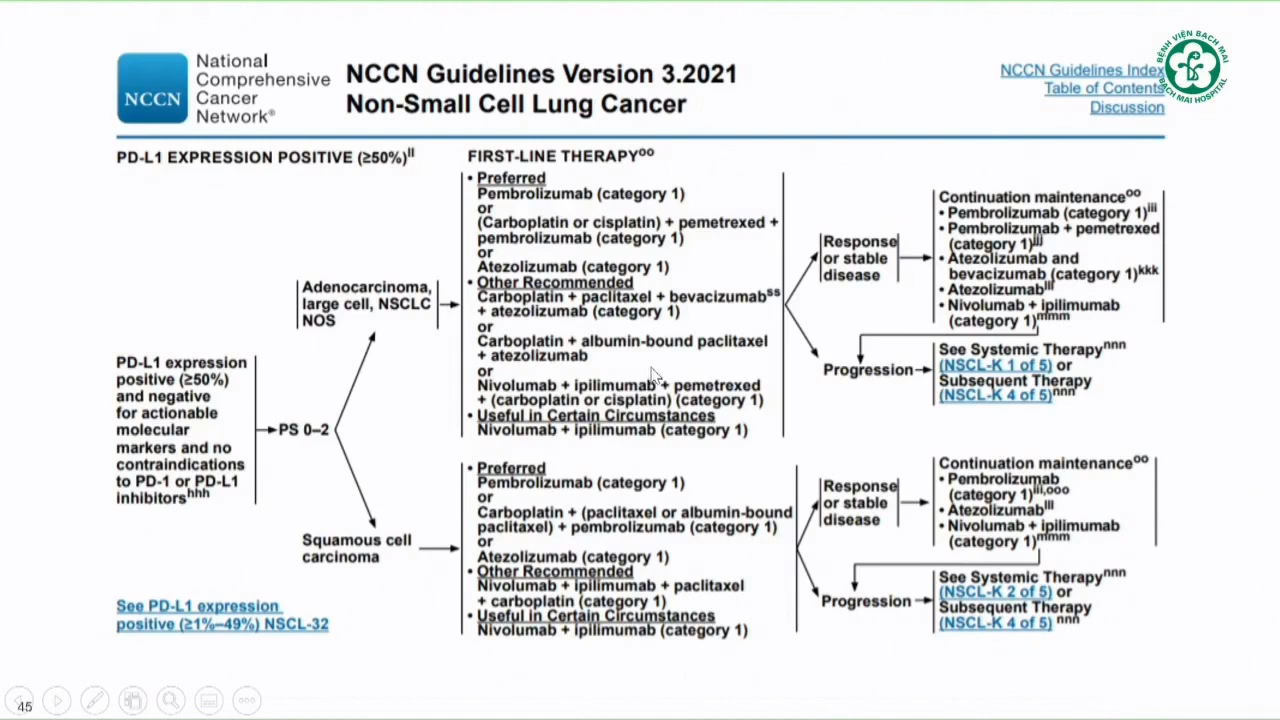 National
Comprehensive
Cancer
Network®
NCCN
NCCN Guidelines Version 3.2021
Non-Small Cell Lung Cancer
NCCN Guidelines Index
Table of Contents
Discussion
BỆNH VIỆN BẠCH MAI
BACH MAI HOSPITAL
PD-L1 EXPRESSION POSITIVE (≥50%)ll
FIRST-LINE THERAPYoo
PD-L1 expression
positive (≥50%)
and negative
for actionable
molecular
markers and no
contraindications
to PD-1 or PD-L1
inhibitorshhh
PS 0–2
Adenocarcinoma,
large cell, NSCLC
NOS
• Preferred
Pembrolizumab (category 1)
or
(Carboplatin or cisplatin) + pemetrexed +
pembrolizumab (category 1)
or
Atezolizumab (category 1)
• Other Recommended
Carboplatin + paclitaxel + bevacizumabss
+ atezolizumab (category 1)
or
Carboplatin + albumin-bound paclitaxel
+ atezolizumab
or
Nivolumab + ipilimumab + pemetrexed
+ (carboplatin or cisplatin) (category 1)
• Useful in Certain Circumstances
Nivolumab + ipilimumab (category 1)
Response
or stable
disease
Continuation maintenanceoo
• Pembrolizumab (category 1)iii
• Pembrolizumab + pemetrexed
(category 1)jjj
• Atezolizumab and
bevacizumab (category 1)kkk
• Atezolizumablll
• Nivolumab + ipilimumab
(category 1)mmm
Progression
See Systemic Therapynnn
(NSCL-K 1 of 5) or
Subsequent Therapy
(NSCL-K 4 of 5)nnn
Squamous cell
carcinoma
• Preferred
Pembrolizumab (category 1)
or
Carboplatin + (paclitaxel or albumin-bound
paclitaxel) + pembrolizumab (category 1)
or
Atezolizumab (category 1)
• Other Recommended
Nivolumab + ipilimumab + paclitaxel
+ carboplatin (category 1)
• Useful in Certain Circumstances
Nivolumab + ipilimumab (category 1)
Response
or stable
disease
Continuation maintenanceoo
• Pembrolizumab
(category 1)iii,ooo
• Atezolizumablll
• Nivolumab + ipilimumab
(category 1)mmm
Progression
See Systemic Therapynnn
(NSCL-K 2 of 5) or
Subsequent Therapy
(NSCL-K 4 of 5) nnn
See PD-L1 expression
positive (≥1%–49%) NSCL-32
45